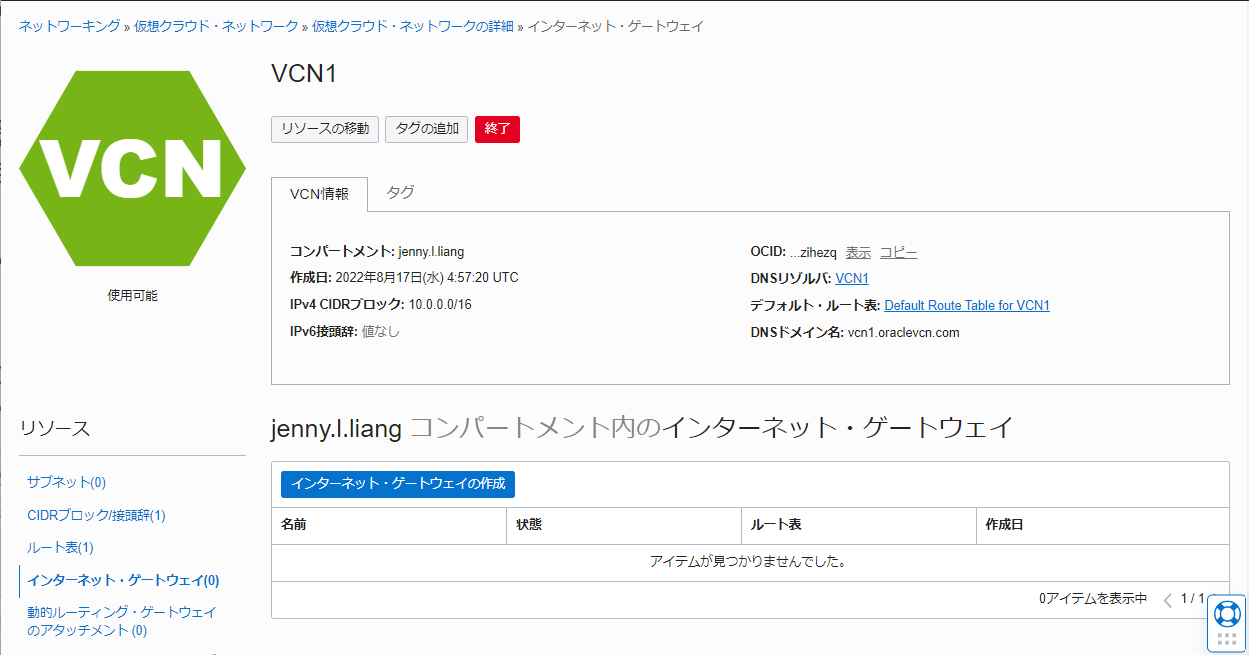 ネットワーキング » 仮想クラウド・ネットワーク » 仮想クラウド・ネットワークの詳細 » インターネット・ゲートウェイ
VCN
使用可能
VCN1
リソースの移動 タグの追加 終了
VCN情報 タグ
コンパートメント: jenny.l.liang
作成日: 2022年8月17日(水) 4:57:20 UTC
IPv4 CIDRブロック: 10.0.0.0/16
IPv6接頭辞: 値なし
OCID: ...zihezq 表示 コピー
DNSリゾルバ: VCN1
デフォルト・ルート表: Default Route Table for VCN1
DNSドメイン名: vcn1.oraclevcn.com
リソース
サブネット(0)
CIDRブロック/接頭辞(1)
ルート表(1)
インターネット・ゲートウェイ(0)
動的ルーティング・ゲートウェイ
のアタッチメント (0)
jenny.l.liang コンパートメント内のインターネット・ゲートウェイ
インターネット・ゲートウェイの作成
名前 状態 ルート表 作成日
アイテムが見つかりませんでした。
0アイテムを表示中 1 / 1